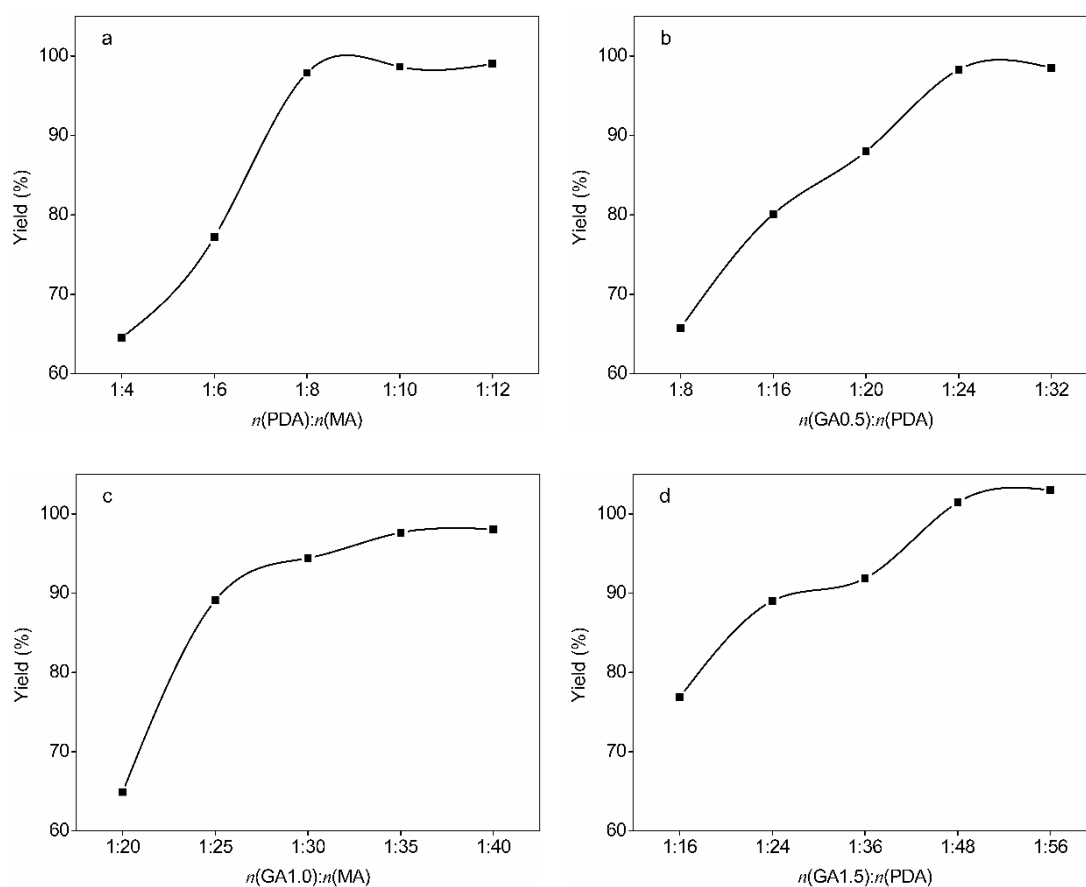 a
100
90
80
70
60
Yield (%)
1:4 1:6 1:8 1:10 1:12
n(PDA):n(MA)
b
100
90
80
70
60
Yield (%)
1:8 1:16 1:20 1:24 1:32
n(GA0.5):n(PDA)
c
100
90
80
70
60
Yield (%)
1:20 1:25 1:30 1:35 1:40
n(GA1.0):n(MA)
d
100
90
80
70
60
Yield (%)
1:16 1:24 1:36 1:48 1:56
n(GA1.5):n(PDA)